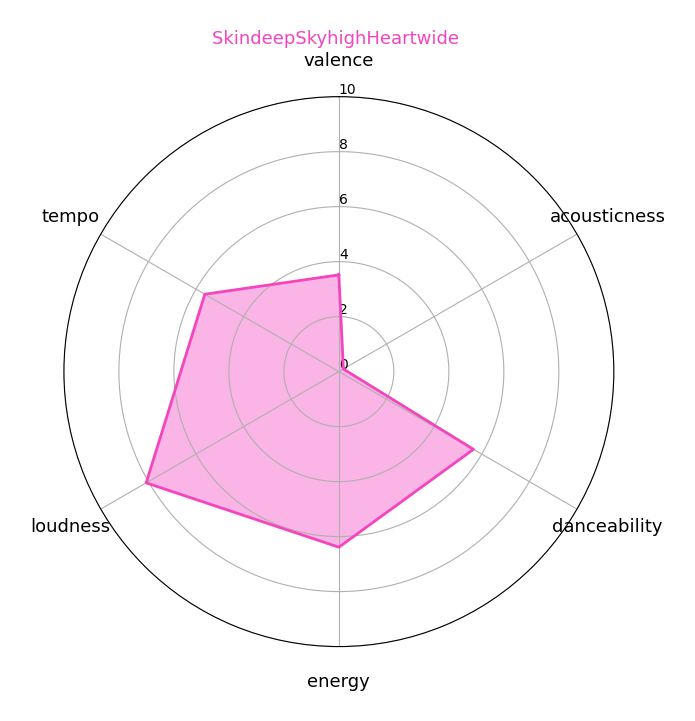 SkindeepSkyhighHeartwide
valence
10
8
tempo
6
acousticness
4
2
0
loudness
danceability
energy